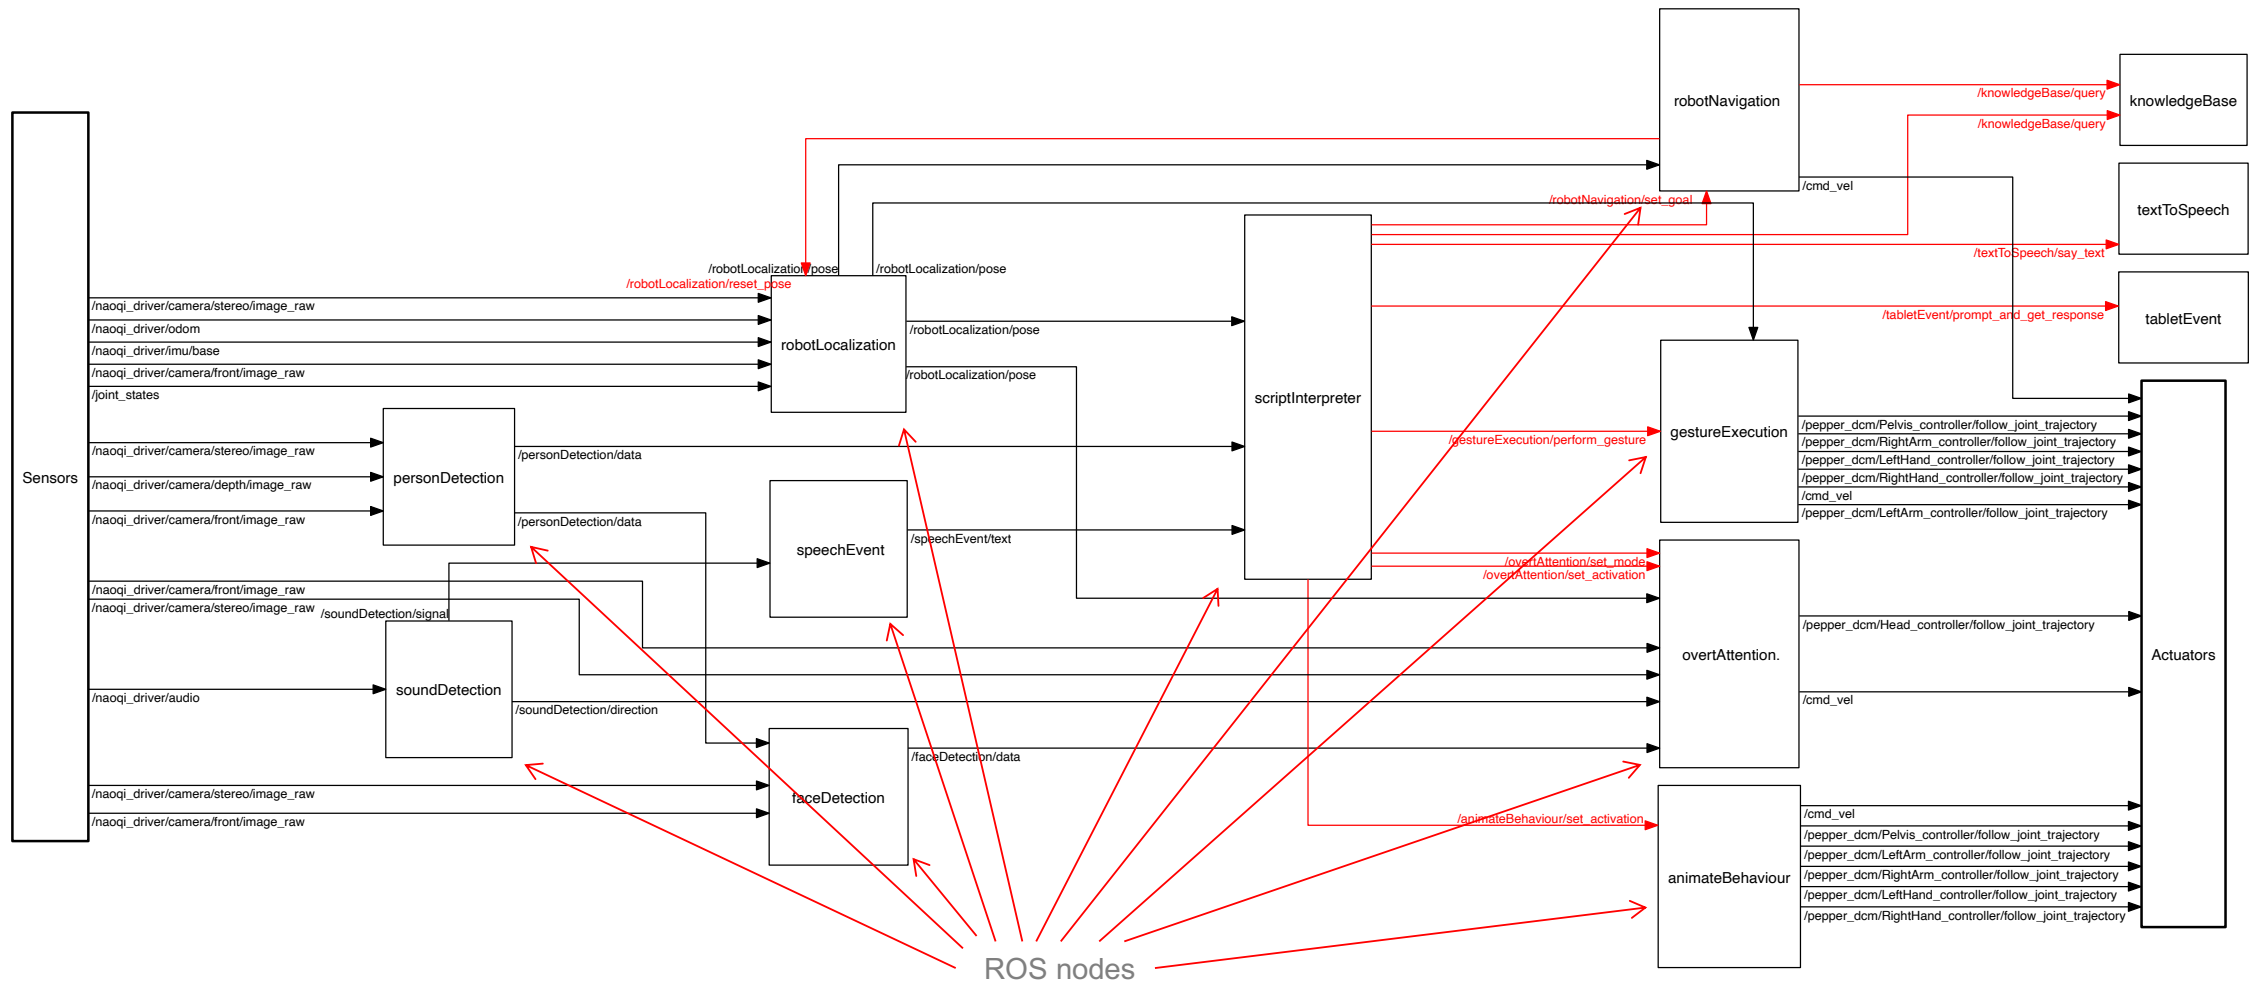 robotNavigation
/knowledgeBase/query
knowledgeBase
/knowledgeBase/query
/cmd_vel
/robotNavigation/set_goal
textToSpeech
/textToSpeech/say_text
/robotLocalization/pose
/robotLocalization/pose
/robotLocalization/reset_pose
/naoqi_driver/camera/stereo/image_raw
/naoqi_driver/odom
/naoqi_driver/imu/base
/naoqi_driver/camera/front/image_raw
/joint_states
robotLocalization
/robotLocalization/pose
/robotLocalization/pose
/tabletEvent/prompt_and_get_response
tabletEvent
scriptInterpreter
/gestureExecution/perform_gesture
gestureExecution
/pepper_dcm/Pelvis_controller/follow_joint_trajectory
/pepper_dcm/RightArm_controller/follow_joint_trajectory
/pepper_dcm/LeftHand_controller/follow_joint_trajectory
/pepper_dcm/RightHand_controller/follow_joint_trajectory
/cmd_vel
/pepper_dcm/LeftArm_controller/follow_joint_trajectory
Sensors
/naoqi_driver/camera/stereo/image_raw
/naoqi_driver/camera/depth/image_raw
/naoqi_driver/camera/front/image_raw
personDetection
/personDetection/data
/personDetection/data
speechEvent
/speechEvent/text
/overtAttention/set_mode
/overtAttention/set_activation
/naoqi_driver/camera/front/image_raw
/naoqi_driver/camera/stereo/image_raw
/soundDetection/signal
/naoqi_driver/audio
soundDetection
/soundDetection/direction
overtAttention.
/pepper_dcm/Head_controller/follow_joint_trajectory
/cmd_vel
Actuators
/naoqi_driver/camera/stereo/image_raw
/naoqi_driver/camera/front/image_raw
faceDetection
/faceDetection/data
/animateBehaviour/set_activation
animateBehaviour
/cmd_vel
/pepper_dcm/Pelvis_controller/follow_joint_trajectory
/pepper_dcm/LeftArm_controller/follow_joint_trajectory
/pepper_dcm/RightArm_controller/follow_joint_trajectory
/pepper_dcm/LeftHand_controller/follow_joint_trajectory
/pepper_dcm/RightHand_controller/follow_joint_trajectory
ROS nodes